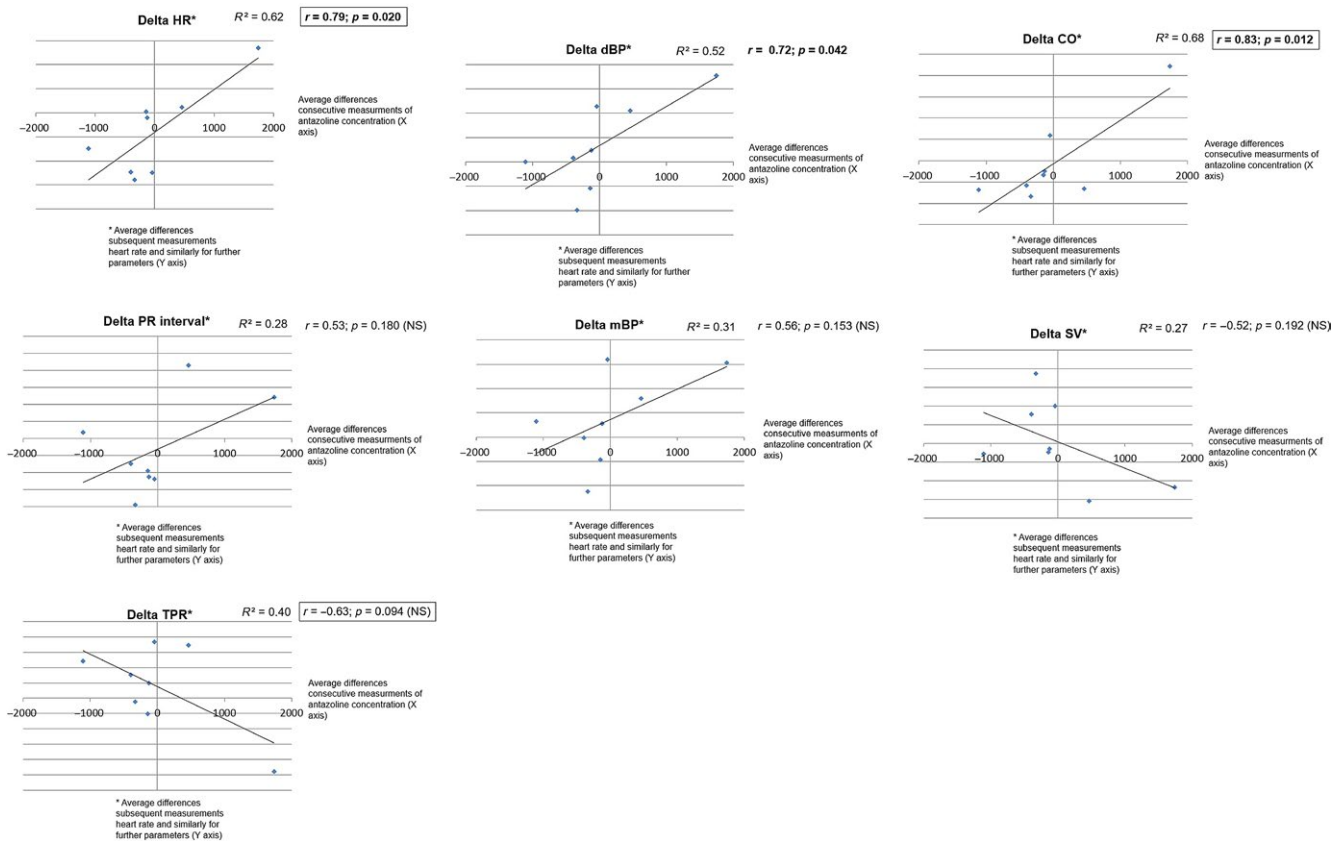 Delta HR*
R² = 0.62
r = 0.79; p = 0.020
−2000
−1000
0
1000
2000
Average differences
consecutive measurments of
antazoline concentration (X
axis)
* Average differences
subsequent measurements
heart rate and similarly for further
parameters (Y axis)
Delta dBP*
R² = 0.52
r = 0.72; p = 0.042
−2000
−1000
0
1000
2000
Average differences
consecutive measurments of
antazoline concentration (X
axis)
* Average differences
subsequent measurements
heart rate and similarly for further
parameters (Y axis)
Delta CO*
R² = 0.68
r = 0.83; p = 0.012
−2000
−1000
0
1000
2000
Average differences
consecutive measurments of
antazoline concentration (X
axis)
* Average differences
subsequent measurements
heart rate and similarly for
further parameters (Y axis)
Delta PR interval*
R² = 0.28
r = 0.53; p = 0.180 (NS)
−2000
−1000
0
1000
2000
Average differences
consecutive measurments of
antazoline concentration (X
axis)
* Average differences
subsequent measurements
heart rate and similarly for
further parameters (Y axis)
Delta mBP*
R² = 0.31
r = 0.56; p = 0.153 (NS)
−2000
−1000
0
1000
2000
Average differences
consecutive measurments of
antazoline concentration (X
axis)
* Average differences
subsequent measurements
heart rate and similarly for
further parameters (Y axis)
Delta SV*
R² = 0.27
r = −0.52; p = 0.192 (NS)
−2000
−1000
0
1000
2000
Average differences
consecutive measurments of
antazoline concentration (X
axis)
* Average differences
subsequent measurements
heart rate and similarly for
further parameters (Y axis)
Delta TPR*
R² = 0.40
r = −0.63; p = 0.094 (NS)
−2000
−1000
0
1000
2000
Average differences
consecutive measurments of
antazoline concentration (X
axis)
* Average differences
subsequent measurements
heart rate and similarly for
further parameters (Y axis)